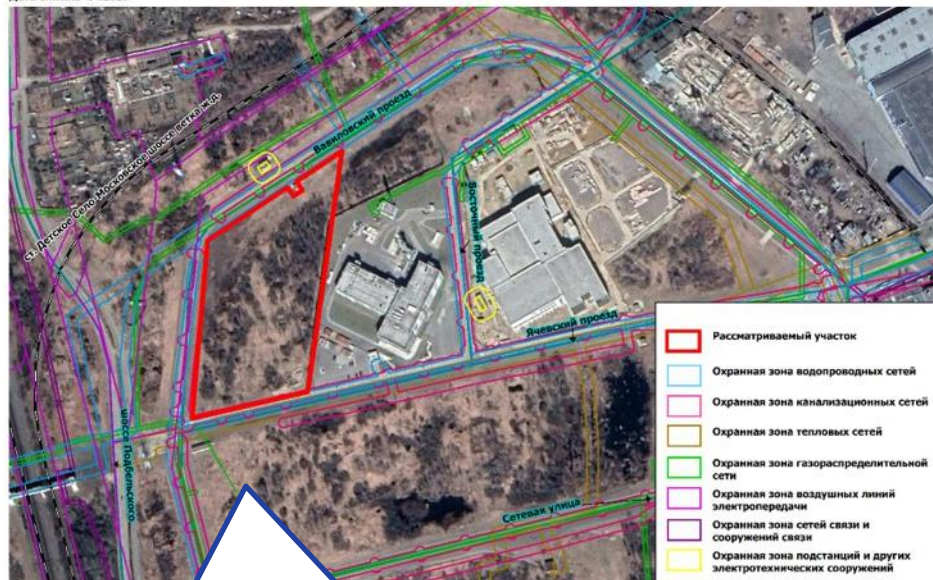 ст. Детское Село-Московское шоссе ветка ж.д.
Вавиловский проезд
Восточный проезд
Ячевский проезд
шоссе Подбельского.
Сетевая улица
Рассматриваемый участок
Охранная зона водопроводных сетей
Охранная зона канализационных сетей
Охранная зона тепловых сетей
Охранная зона газораспределительной
сети
Охранная зона воздушных линий
электропередачи
Охранная зона сетей связи и
сооружений связи
Охранная зона подстанций и других
электротехнических сооружений